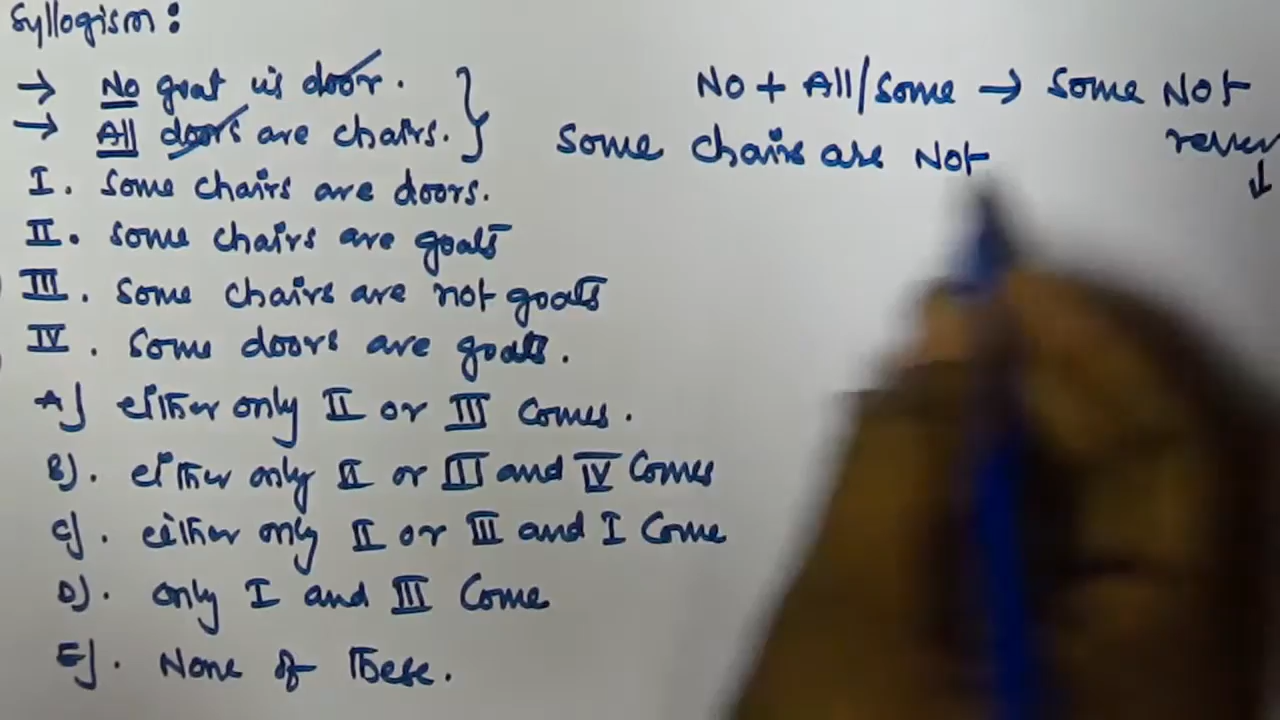 Syllogism:
→ No goat is door.
→ All doors are chairs.
I. Some chairs are doors.
II. Some chairs are goats
III. Some chairs are not goats
IV. Some doors are goats.
A) either only II or III comes.
B). either only II or III and IV comes
C). either only II or III and I come
D). only I and III come
E). None of these.
No + All/Some → Some Not
Some chairs are Not
↓